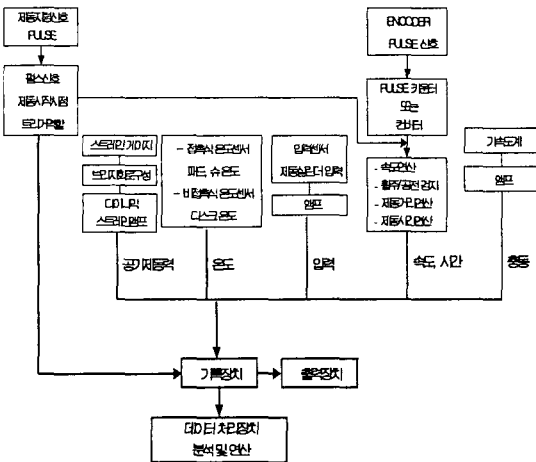 제동지령신호
PULSE
ENCODER
PULSE 신호
펄스신호
제동시작시점
트리거역할
PULSE 카운터
또는
컨버터
스트레인 게이지
브리지회로구성
다이나믹
스트레인앰프
- 접촉식 온도센서
패드, 슈 온도
- 비접촉식 온도센서
디스크 온도
압력센서
제동실린더 압력
앰프
- 속도연산
- 활주/공전 감지
- 제동거리연산
- 제동시간연산
가속도계
앰프
공기제동력
온도
압력
속도, 시간
충동
기록장치
출력장치
데이터 처리장치
분석 및 연산